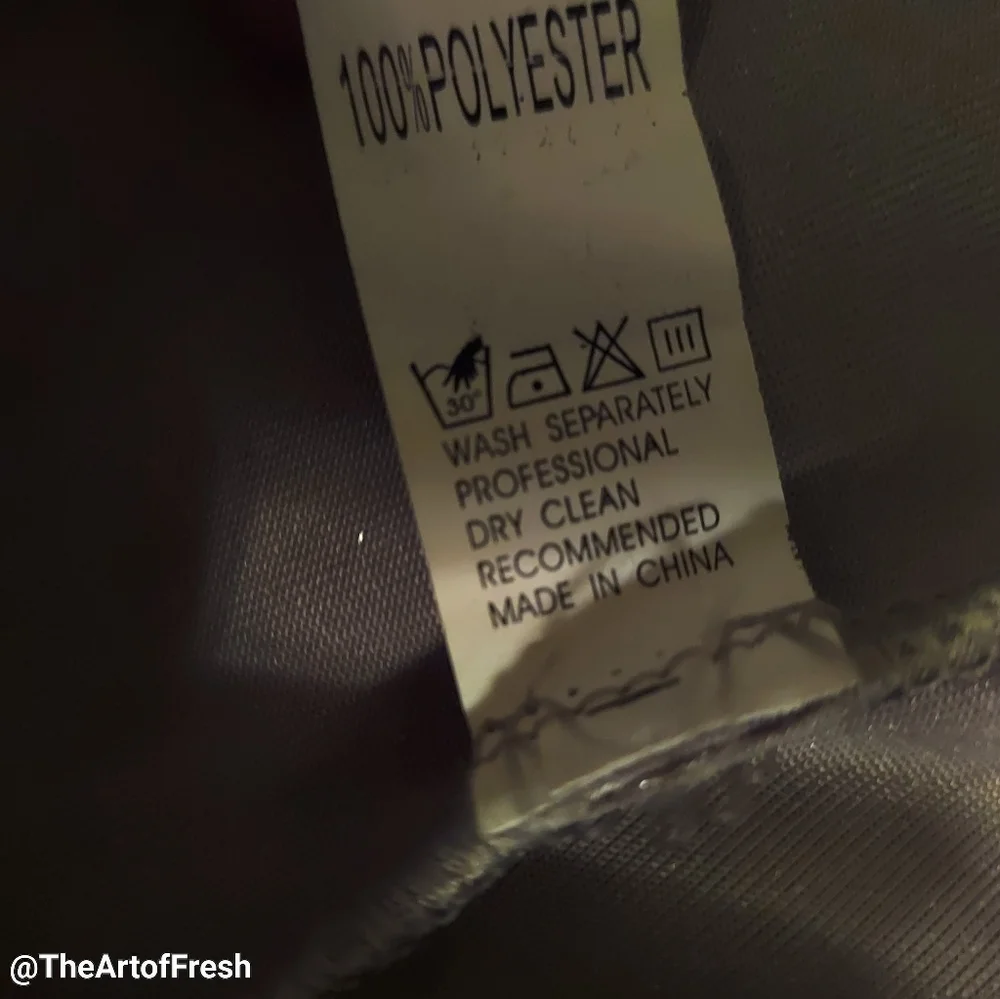 100%POLYESTER
30°
WASH SEPARATELY
PROFESSIONAL
DRY CLEAN
RECOMMENDED
MADE IN CHINA
@TheArtofFresh